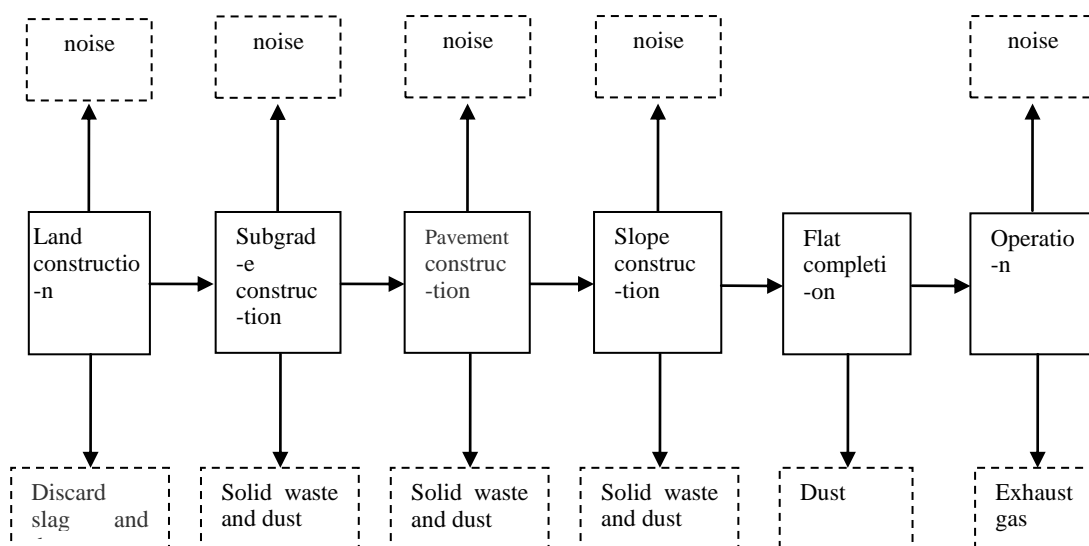 noise
noise
noise
noise
noise
Land
constructio
-n
Subgrad
-e
construc
-tion
Pavement
construc
-tion
Slope
construc
-tion
Flat
completi
-on
Operatio
-n
Discard
slag and
Solid waste
and dust
Solid waste
and dust
Solid waste
and dust
Dust
Exhaust
gas